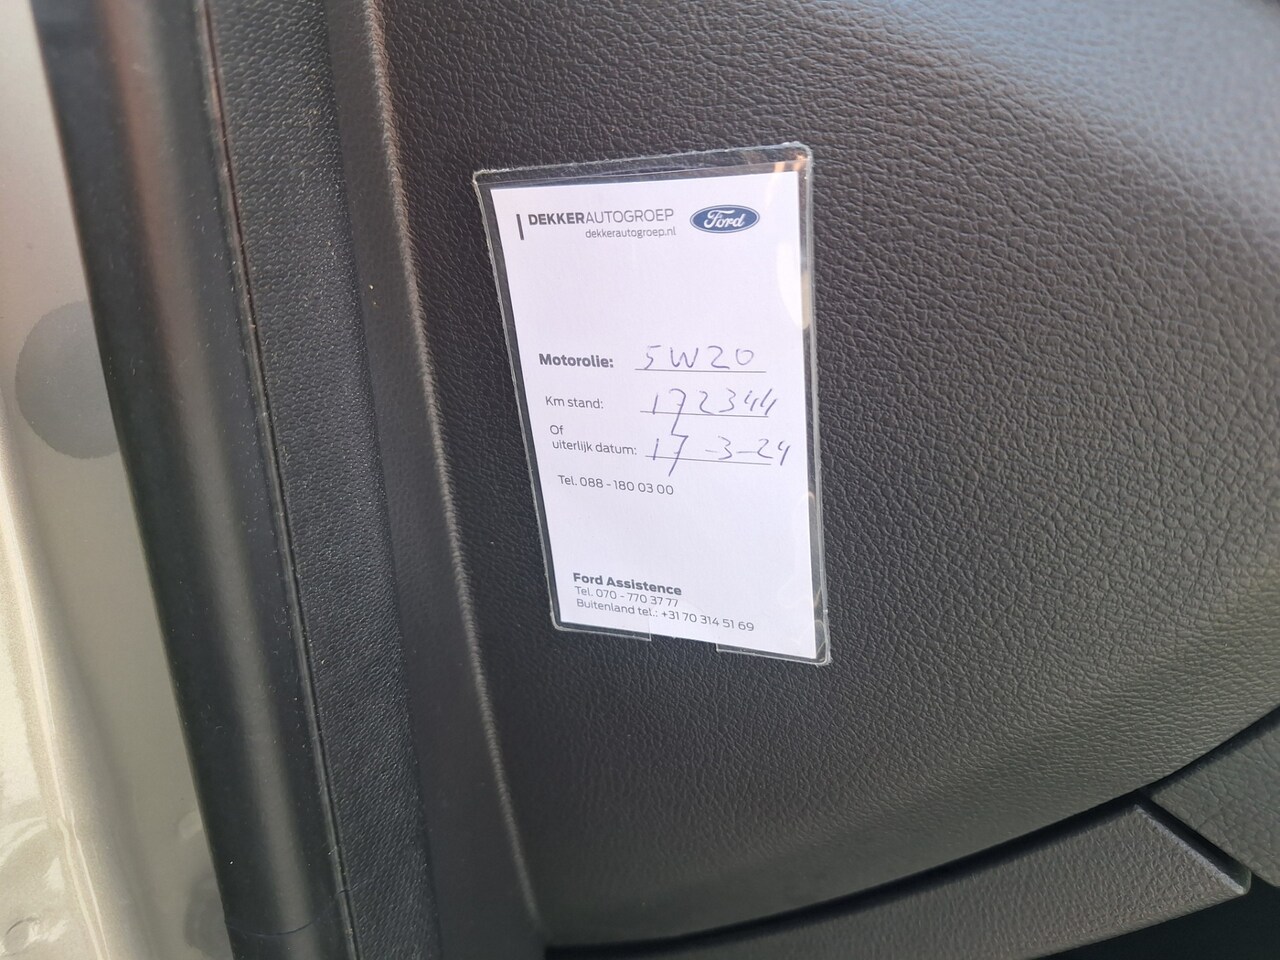 DEKKERAUTOGROEP
dekkerautogroep.nl
Ford
Motorolie: 5W20
Km stand: 172344
Of
uiterlijk datum: 17-3-24
Tel. 088 - 180 03 00
Ford Assistence
Tel. 070 - 770 37 77
Buitenland tel.: +31 70 314 51 69